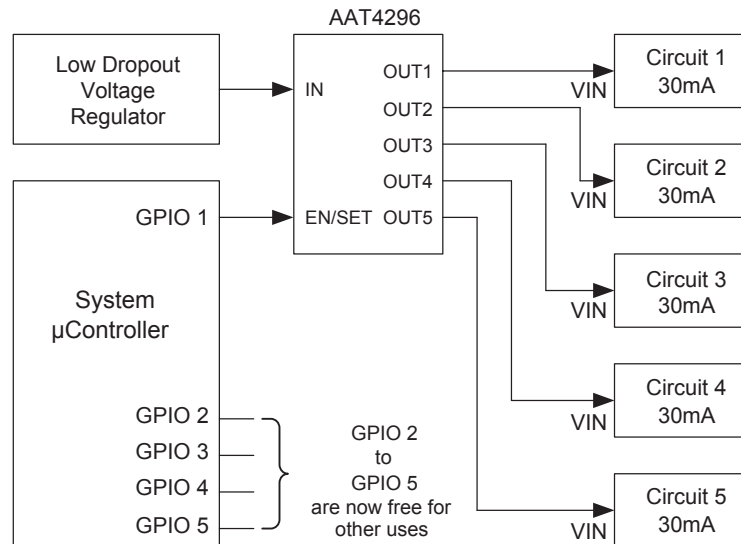 AAT4296
Low Dropout
Voltage
Regulator
IN
EN/SET
OUT1
OUT2
OUT3
OUT4
OUT5
VIN
Circuit 1
30mA
VIN
Circuit 2
30mA
VIN
Circuit 3
30mA
VIN
Circuit 4
30mA
VIN
Circuit 5
30mA
GPIO 1
System
µController
GPIO 2
GPIO 3
GPIO 4
GPIO 5
GPIO 2
to
GPIO 5
are now free for
other uses